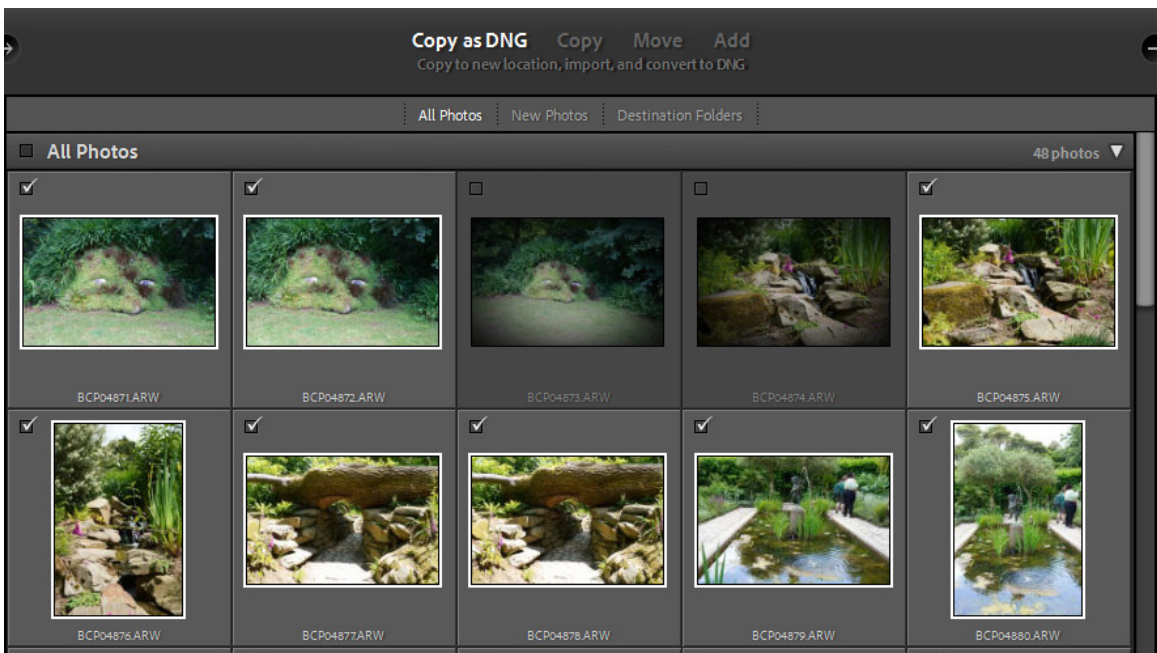 Copy as DNG Copy Move Add
Copy to new location, import, and convert to DNG
All Photos New Photos Destination Folders
All Photos 48 photos
BCP04871.ARW BCP04872.ARW BCP04873.ARW BCP04874.ARW BCP04875.ARW
BCP04876.ARW BCP04877.ARW BCP04878.ARW BCP04879.ARW BCP04880.ARW